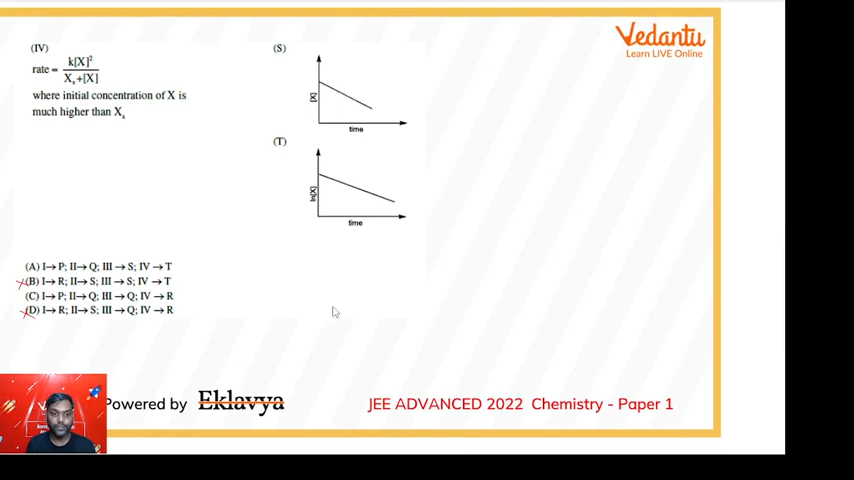 Vedantu
Learn LIVE Online
(IV)
rate = k[X]² / Xₛ+[X]
where initial concentration of X is
much higher than Xₛ
(S)
[X]
time
(T)
ln[X]
time
(A) I→ P; II→ Q; III → S; IV → T
(B) I→ R; II→ S; III → S; IV → T
(C) I→ P; II→ Q; III → Q; IV → R
(D) I→ R; II→ S; III → Q; IV → R
Powered by Eklavya
JEE ADVANCED 2022 Chemistry - Paper 1